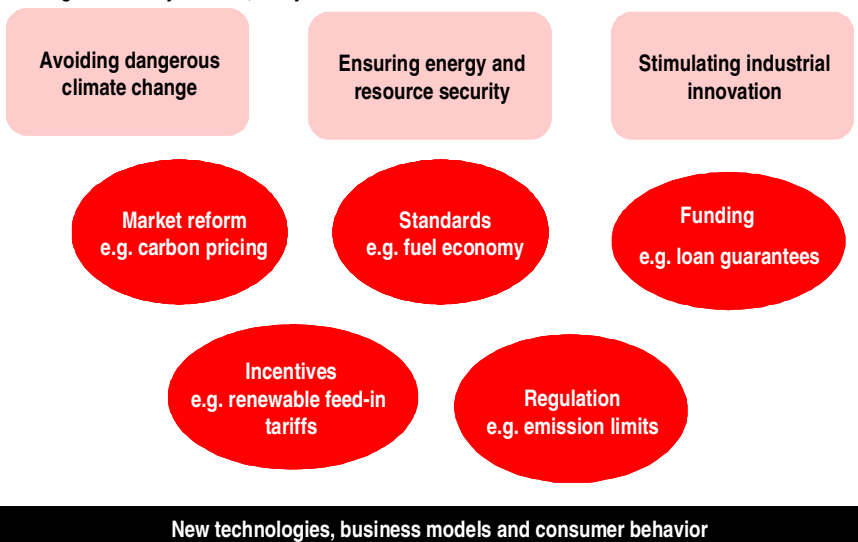 Avoiding dangerous
climate change
Ensuring energy and
resource security
Stimulating industrial
innovation
Market reform
e.g. carbon pricing
Standards
e.g. fuel economy
Funding
e.g. loan guarantees
Incentives
e.g. renewable feed-in
tariffs
Regulation
e.g. emission limits
New technologies, business models and consumer behavior